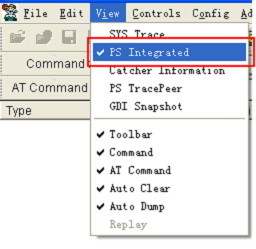 File Edit View Controls Config Ad
SYS Trace
PS Integrated
Catcher Information
PS TracePeer
GDI Snapshot
Toolbar
Command
AT Command
Auto Clear
Auto Dump
Replay
Command
AT Command
Type